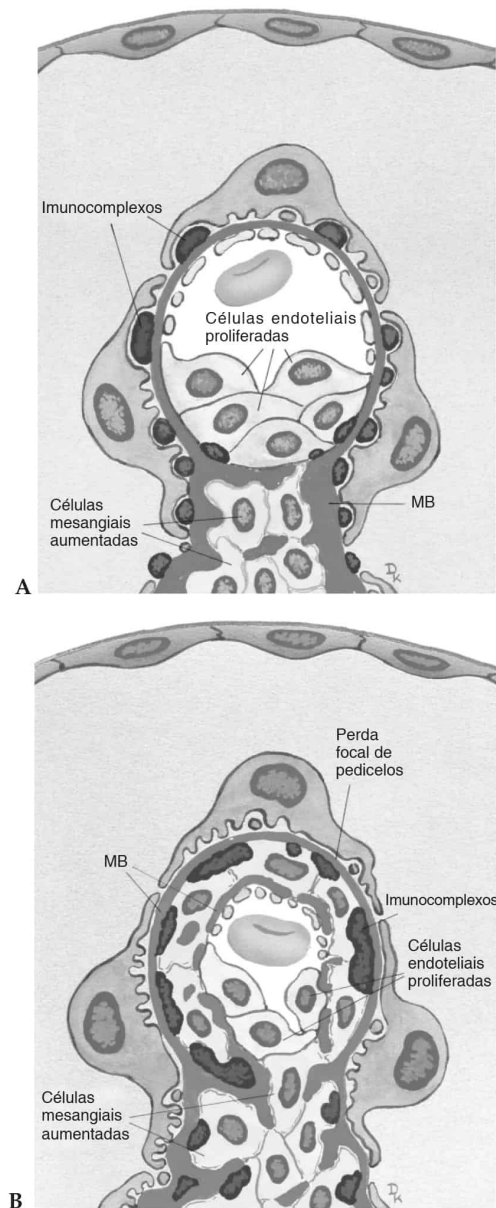 Imunocomplexos
Células endoteliais
proliferadas
Células
mesangiais
aumentadas
MB
A
Perda
focal de
pedicelos
MB
Imunocomplexos
Células
endoteliais
proliferadas
Células
mesangiais
aumentadas
B